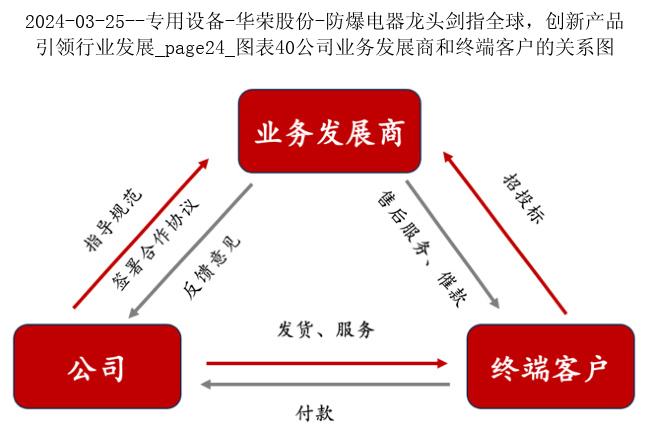 2024-03-25--专用设备-华荣股份-防爆电器龙头剑指全球，创新产品
引领行业发展_page24_图表40公司业务发展商和终端客户的关系图
业务发展商
指导规范
签署合作协议
反馈意见
售后服务、催款
招投标
公司
发货、服务
终端客户
付款